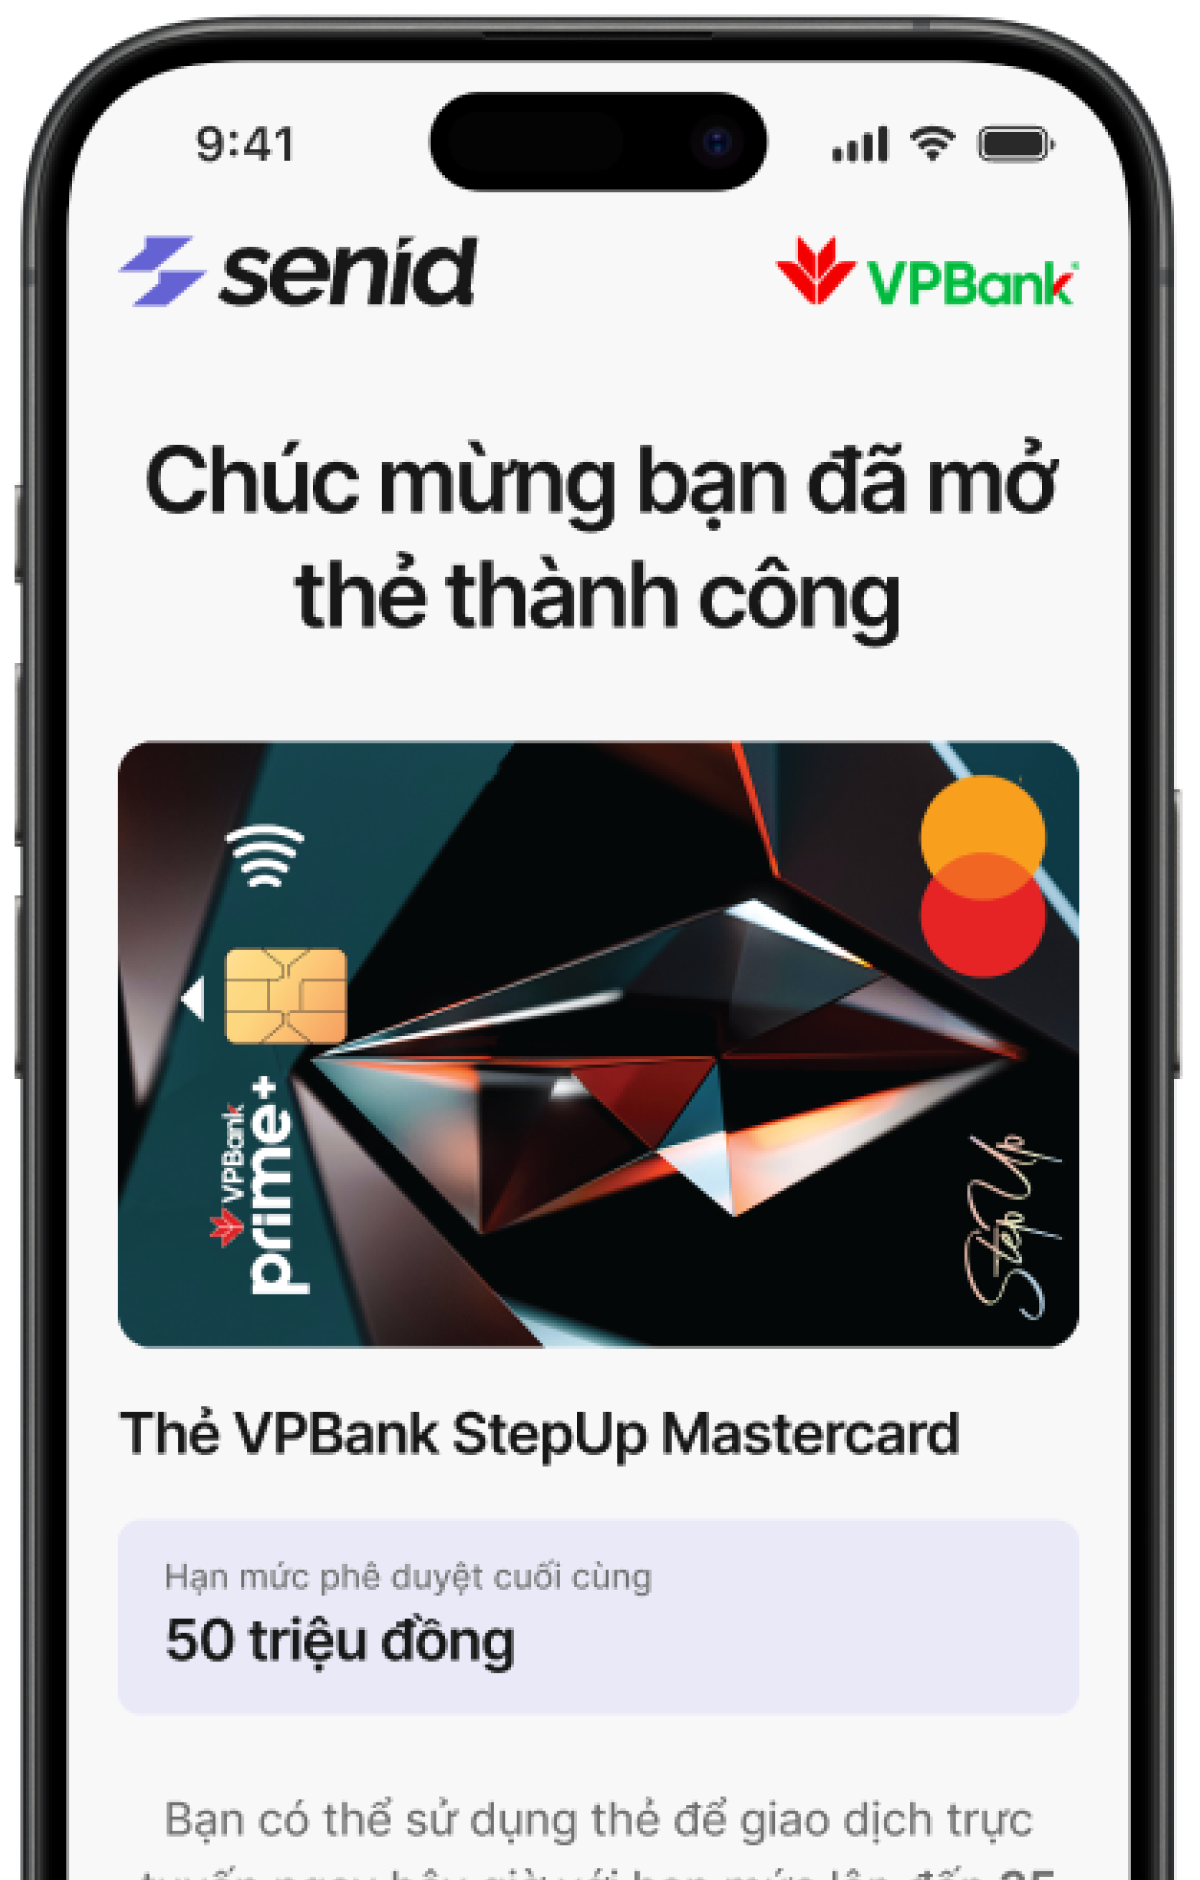 9:41
senid
VPBank
Chúc mừng bạn đã mở
thẻ thành công
VPBank
prime+
StepUp
Thẻ VPBank StepUp Mastercard
Hạn mức phê duyệt cuối cùng
50 triệu đồng
Bạn có thể sử dụng thẻ để giao dịch trực